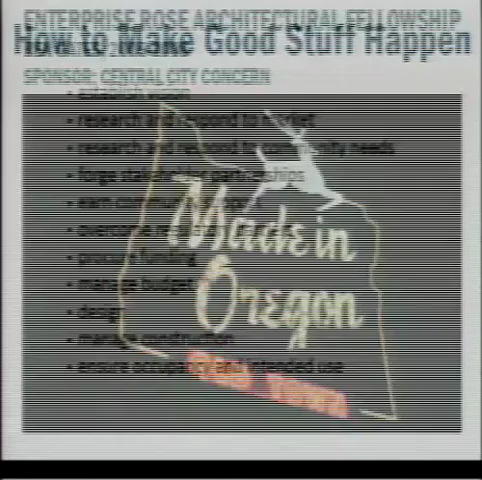 ENTERPRISE ROSE ARCHITECTURAL FELLOWSHIP
How to Make Good Stuff Happen
SPONSOR: CENTRAL CITY CONCERN
• establish vision
• research and respond to market
• research and respond to community needs
• forge stakeholder partnerships
• earn community support
• overcome
• procure funding
• manage budget
• design
• manage construction
• ensure occupancy and intended use
Made in
Oregon